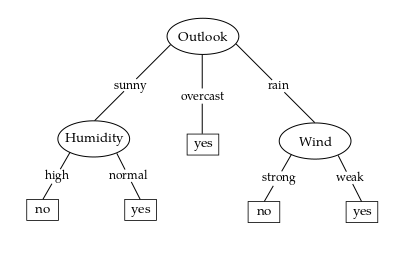 Outlook
sunny
overcast
rain
Humidity
yes
Wind
high
normal
strong
weak
no
yes
no
yes